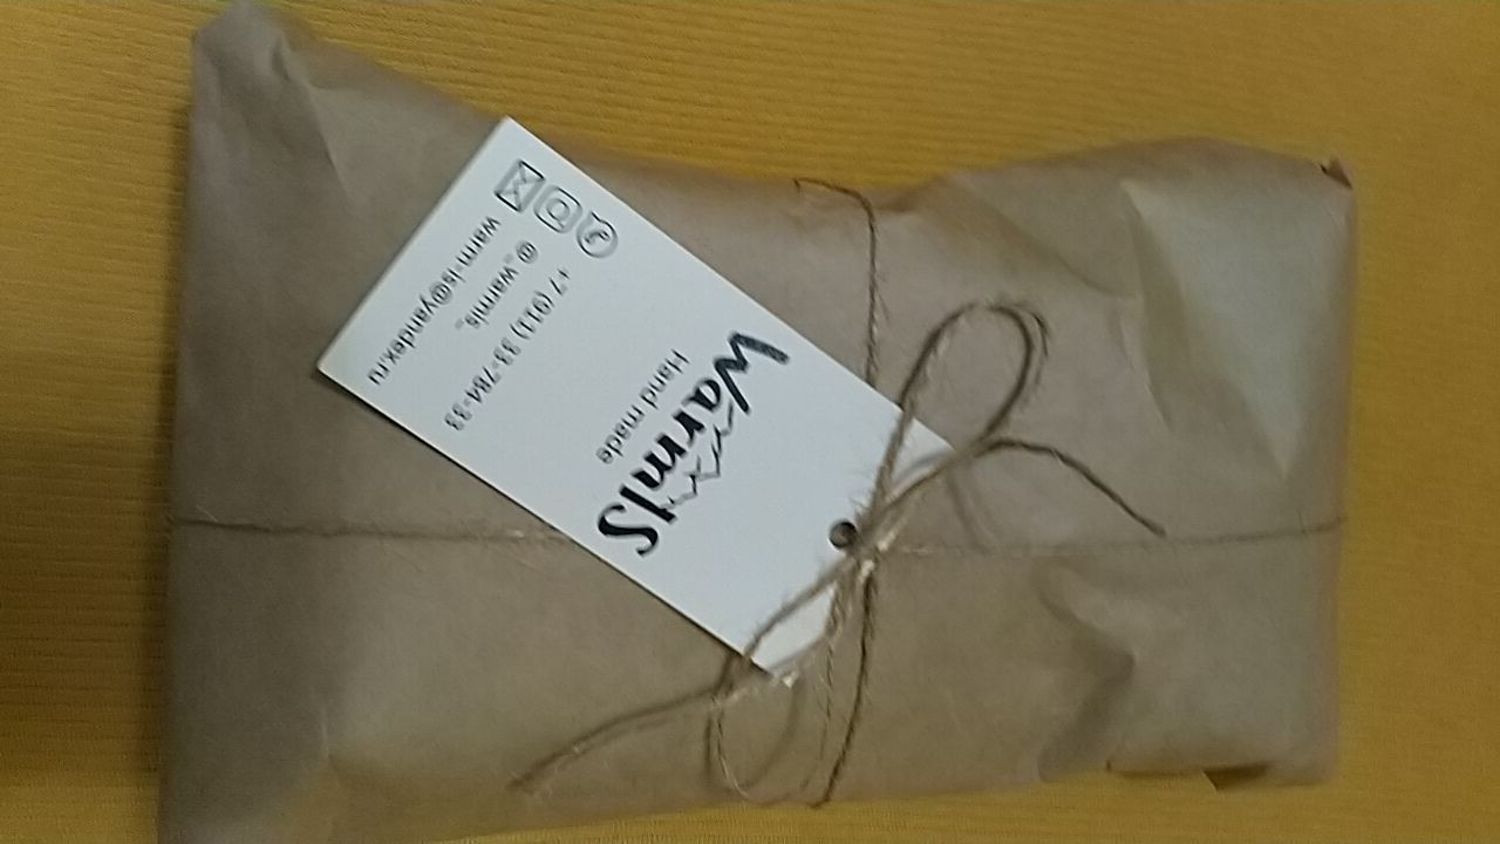 WarmIS
Hand made
+7 (911) 33-784-33
@_warmis_
warm-is@yandex.ru